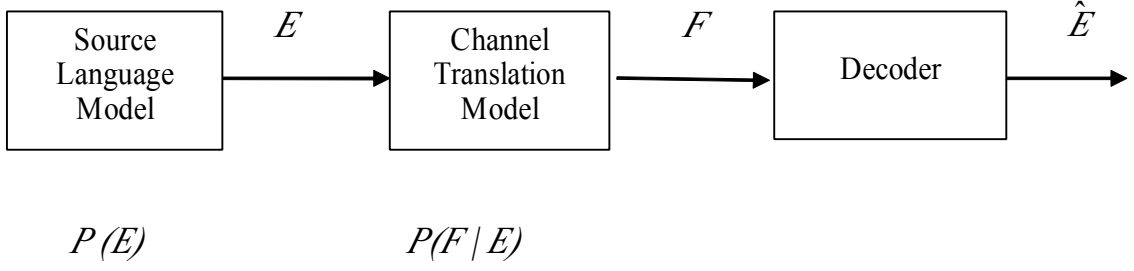 Source
Language
Model
E
Channel
Translation
Model
F
Decoder
Ê
P(E)
P(F | E)